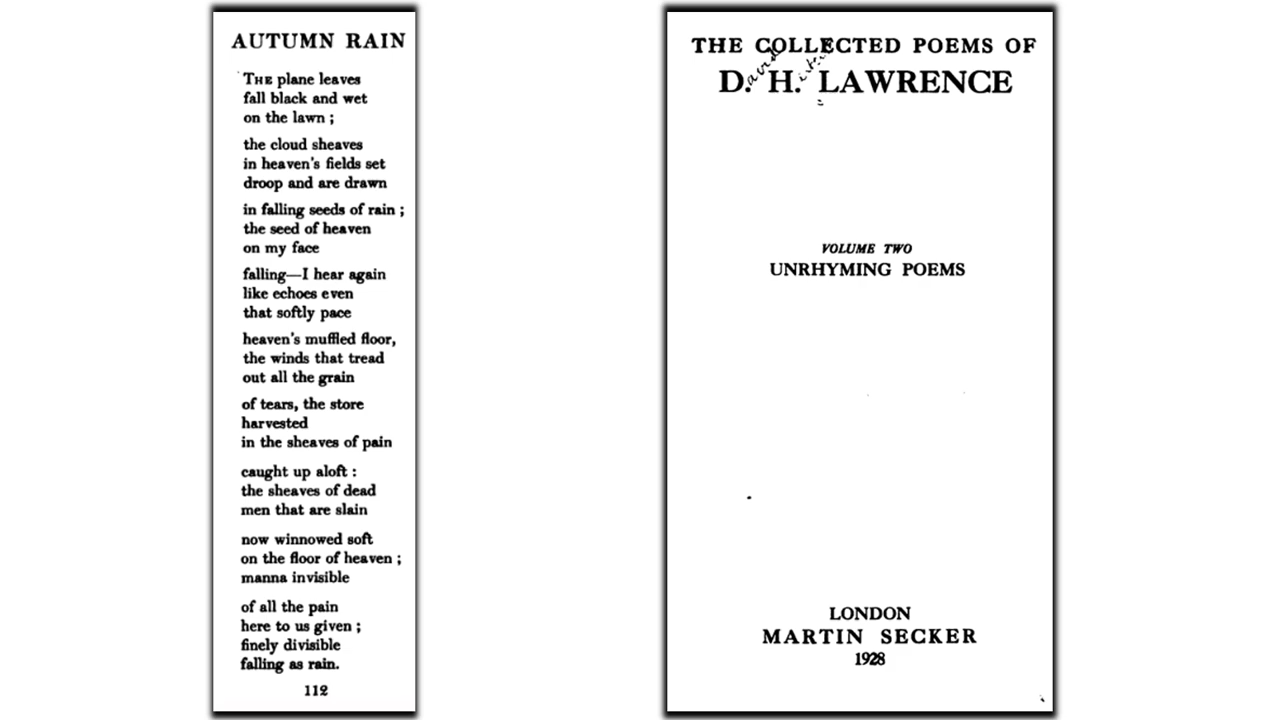 AUTUMN RAIN
THE plane leaves
fall black and wet
on the lawn ;
the cloud sheaves
in heaven's fields set
droop and are drawn
in falling seeds of rain ;
the seed of heaven
on my face
falling—I hear again
like echoes even
that softly pace
heaven's muffled floor,
the winds that tread
out all the grain
of tears, the store
harvested
in the sheaves of pain
caught up aloft :
the sheaves of dead
men that are slain
now winnowed soft
on the floor of heaven ;
manna invisible
of all the pain
here to us given ;
finely divisible
falling as rain.
112
THE COLLECTED POEMS OF
D. H. LAWRENCE
avid
VOLUME TWO
UNRHYMING POEMS
LONDON
MARTIN SECKER
1928